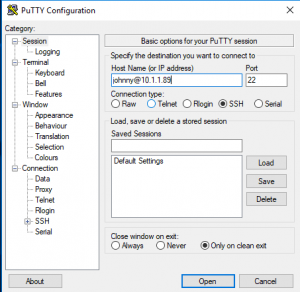 PuTTY Configuration
Category:
Session
Logging
Terminal
Keyboard
Bell
Features
Window
Appearance
Behaviour
Translation
Selection
Colours
Connection
Data
Proxy
Telnet
Rlogin
SSH
Serial
Basic options for your PuTTY session
Specify the destination you want to connect to
Host Name (or IP address) Port
johnny@10.1.1.89 22
Connection type:
Raw Telnet Rlogin SSH Serial
Load, save or delete a stored session
Saved Sessions
Default Settings
Load
Save
Delete
Close window on exit:
Always Never Only on clean exit
About Open Cancel